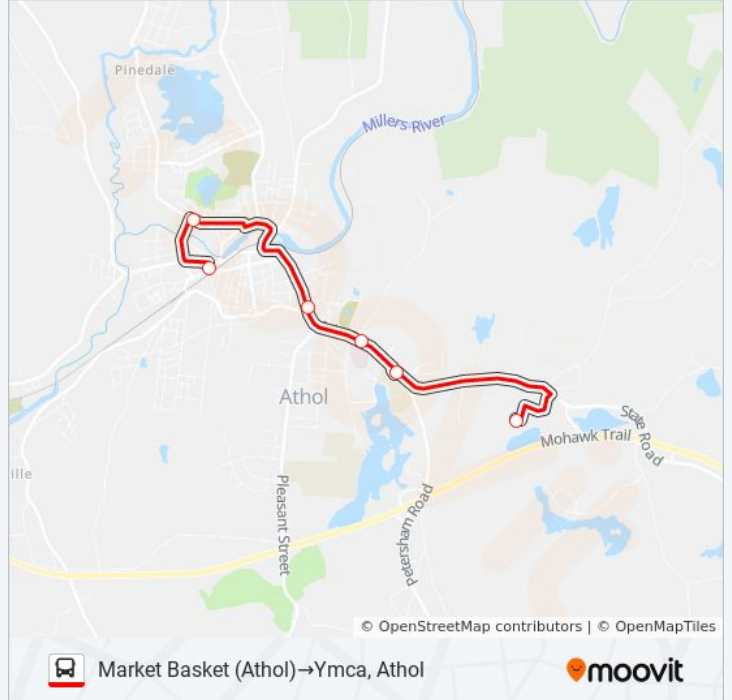 Pinedale
Millers River
Athol
State Road
Mohawk Trail
ille
Pleasant Street
Petersham Road
© OpenStreetMap contributors | © OpenMapTiles
Market Basket (Athol)→Ymca, Athol
moovit